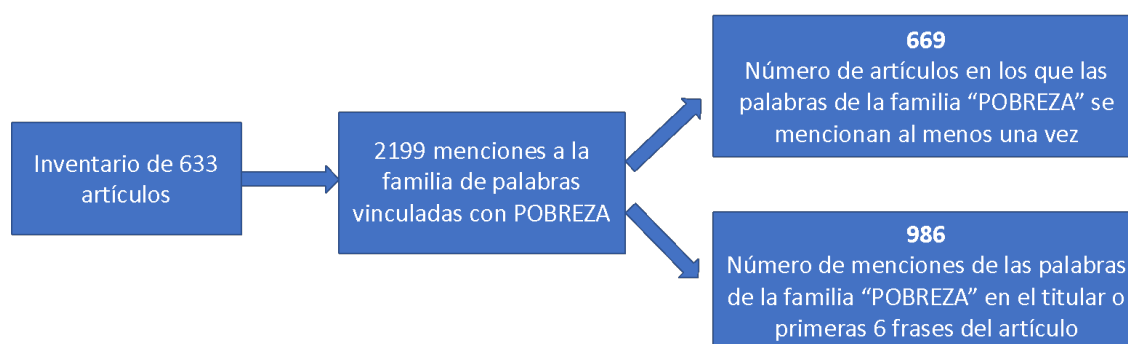 Inventario de 633
artículos
2199 menciones a la
familia de palabras
vinculadas con POBREZA
669
Número de artículos en los que las
palabras de la familia “POBREZA” se
mencionan al menos una vez
986
Número de menciones de las palabras
de la familia “POBREZA” en el titular o
primeras 6 frases del artículo